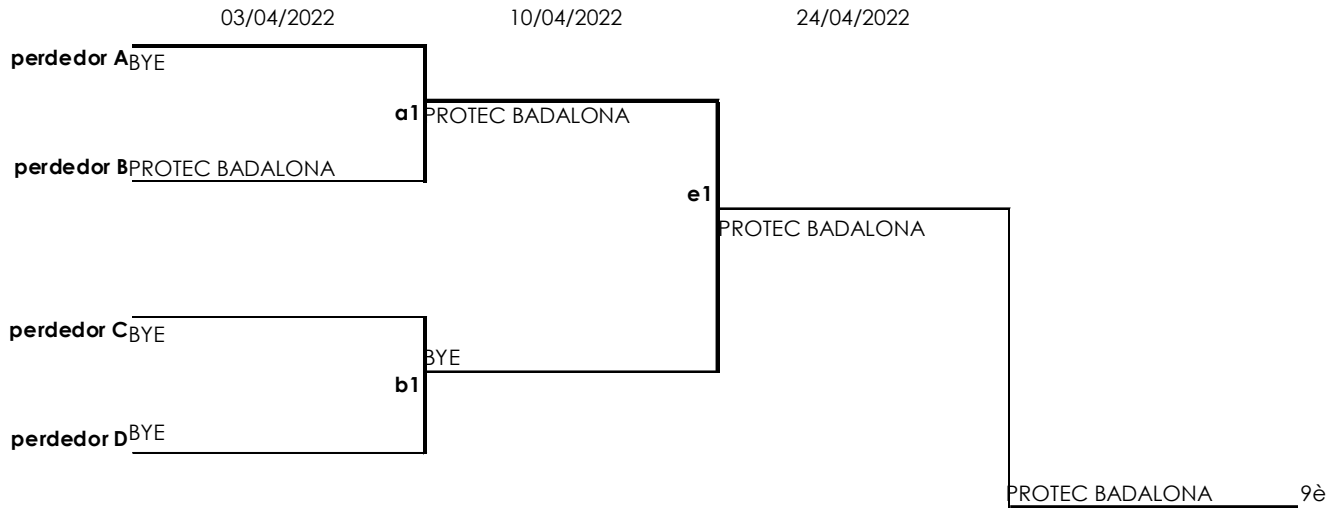 03/04/2022 10/04/2022 24/04/2022
perdedor A BYE
a1 PROTEC BADALONA
perdedor B PROTEC BADALONA
e1
PROTEC BADALONA
perdedor C BYE
BYE
b1
perdedor D BYE
PROTEC BADALONA 9è